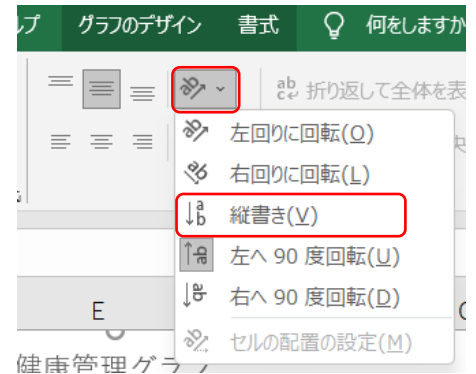 ルプ グラフのデザイン 書式 何をしますか
ab 折り返して全体を表
左回りに回転(O)
右回りに回転(L)
縦書き(V)
左へ 90 度回転(U)
右へ 90 度回転(D)
E
セルの配置の設定(M)
健康管理グラフ